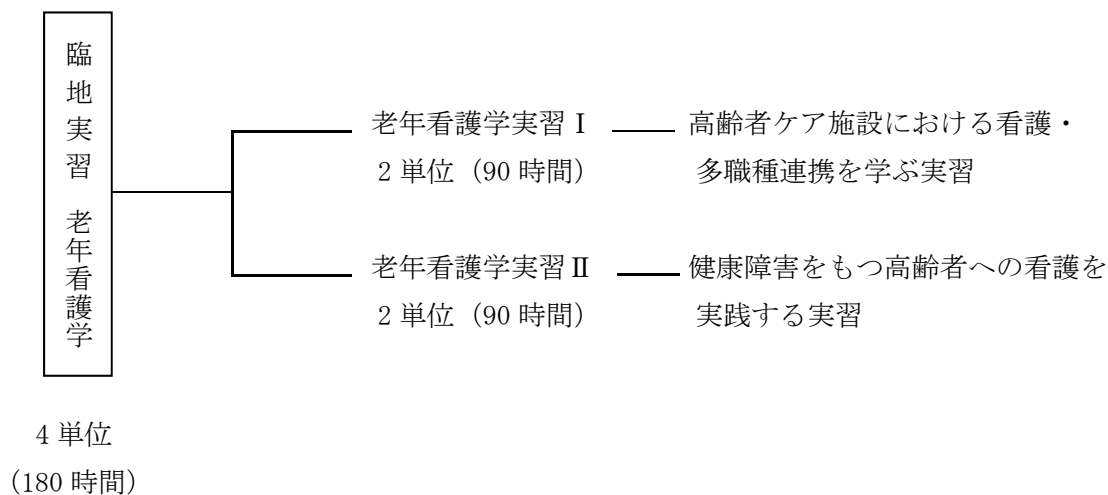 臨地実習 老年看護学
老年看護学実習Ⅰ
2単位（90時間）
高齢者ケア施設における看護・
多職種連携を学ぶ実習
老年看護学実習Ⅱ
2単位（90時間）
健康障害をもつ高齢者への看護を
実践する実習
4単位
（180時間）